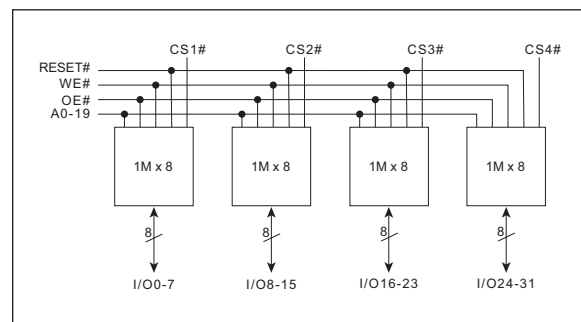 CS1# CS2# CS3# CS4#
RESET#
WE#
OE#
A0-19
1M x 8 1M x 8 1M x 8 1M x 8
8 8 8 8
I/O0-7 I/O8-15 I/O16-23 I/O24-31